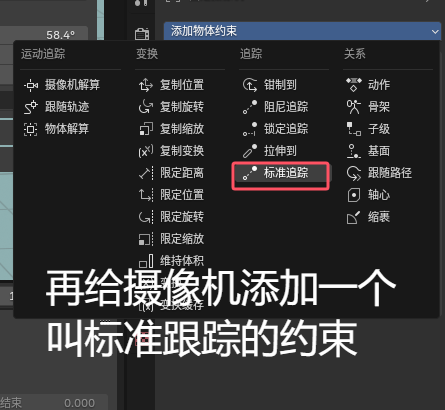 58.4°
添加物体约束
运动追踪 变换 追踪 关系
摄像机解算 复制位置 钳制到 动作
跟随轨迹 复制旋转 阻尼追踪 骨架
物体解算 复制缩放 锁定追踪 子级
复制变换 拉伸到 基面
限定距离 标准追踪 跟随路径
限定位置 轴心
限定旋转 缩裹
限定缩放
维持体积
再给摄像机添加一个
变换缓存
叫标准跟踪的约束
结束 0.000